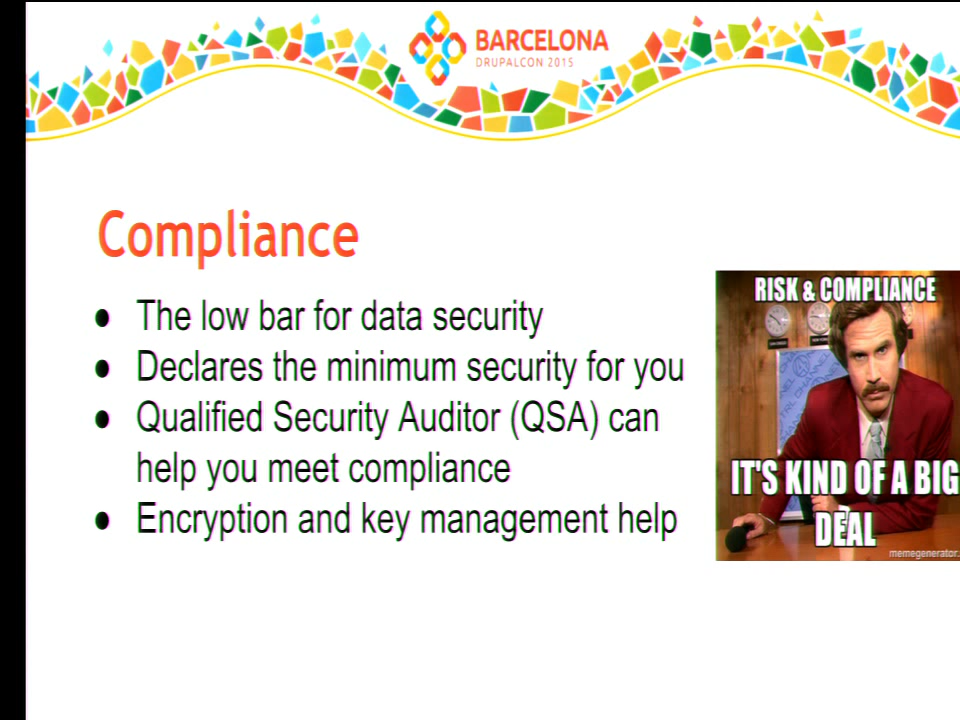 BARCELONA
DRUPALCON 2015
Compliance
● The low bar for data security
● Declares the minimum security for you
● Qualified Security Auditor (QSA) can
help you meet compliance
● Encryption and key management help
RISK & COMPLIANCE
IT'S KIND OF A BIG
DEAL
memegenerator.